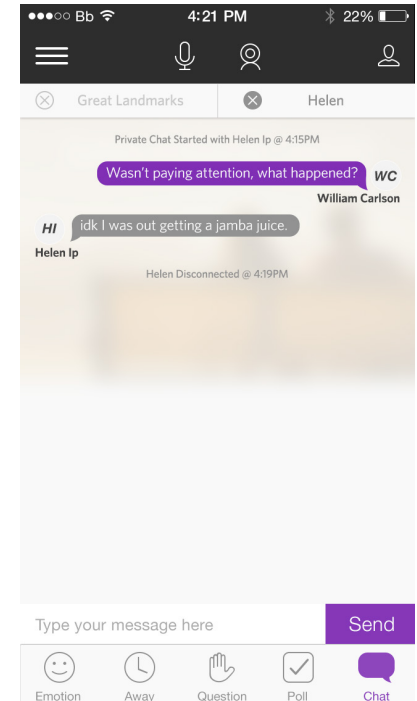 Bb 4:21 PM 22%
Great Landmarks Helen
Private Chat Started with Helen Ip @ 4:15PM
Wasn't paying attention, what happened? WC
William Carlson
HI idk I was out getting a jamba juice.
Helen Ip
Helen Disconnected @ 4:19PM
Type your message here Send
Emotion Away Question Poll Chat